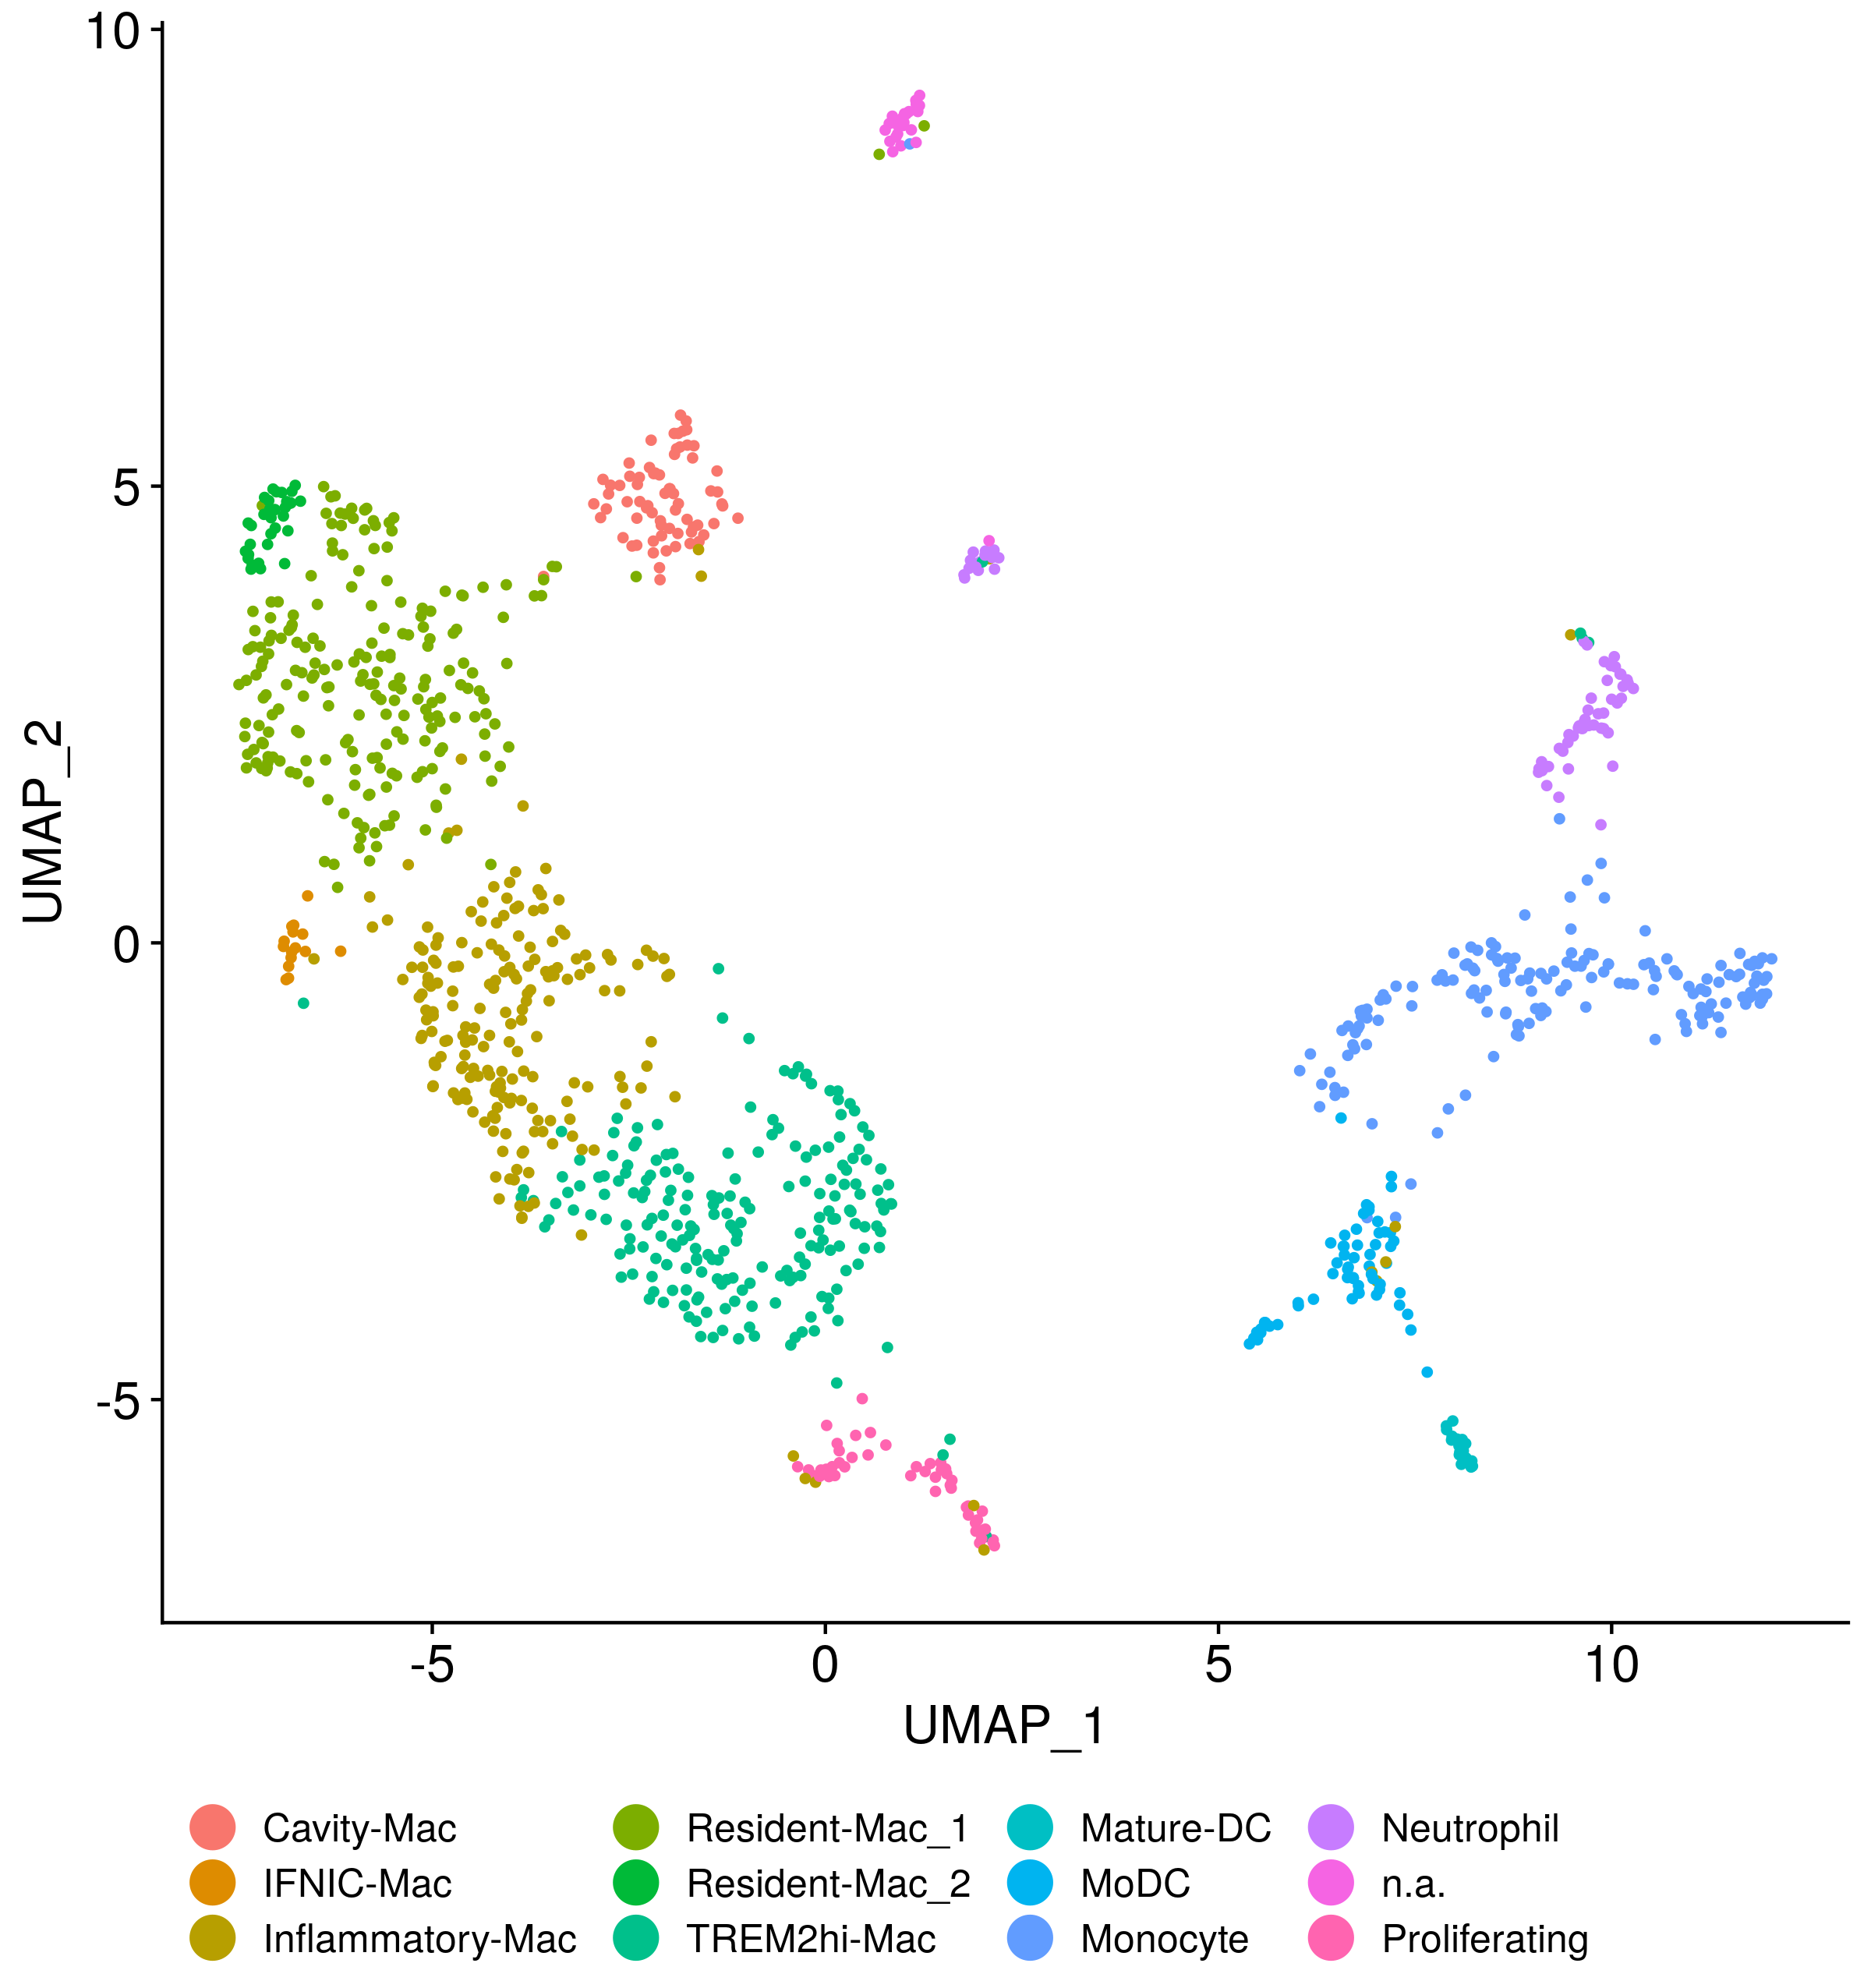 10
5
0
-5
UMAP_2
-5 0 5 10
UMAP_1
Cavity-Mac Resident-Mac_1 Mature-DC Neutrophil
IFNIC-Mac Resident-Mac_2 MoDC n.a.
Inflammatory-Mac TREM2hi-Mac Monocyte Proliferating